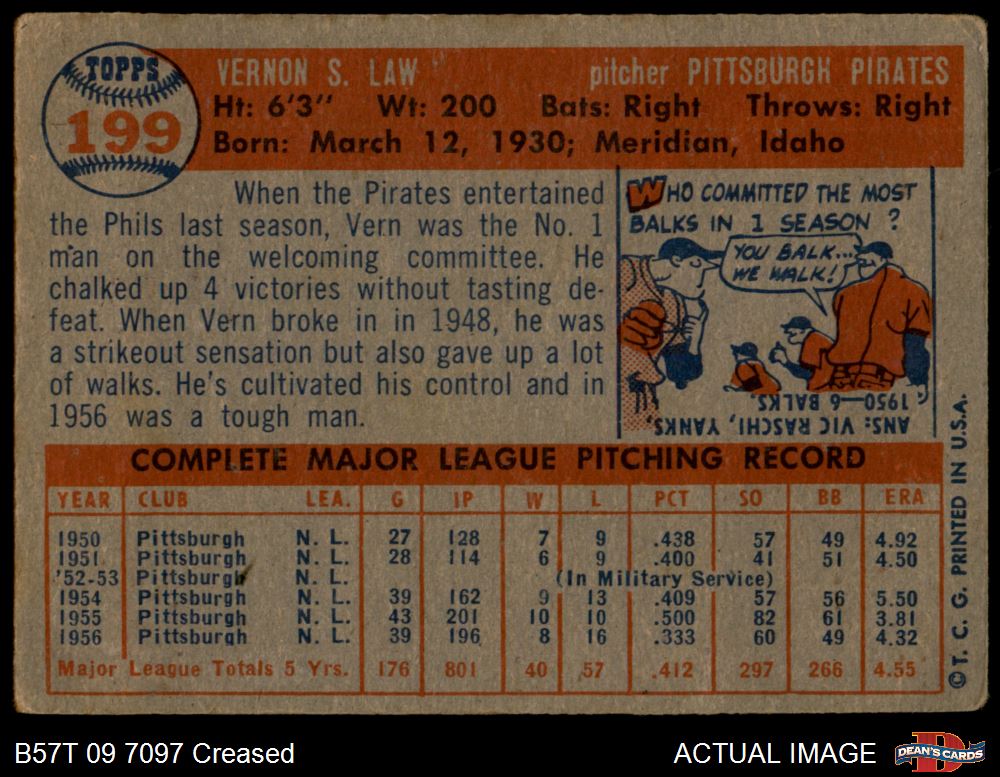 TOPPS
199
VERNON S. LAW pitcher PITTSBURGH PIRATES
Ht: 6'3" Wt: 200 Bats: Right Throws: Right
Born: March 12, 1930; Meridian, Idaho
When the Pirates entertained
the Phils last season, Vern was the No. 1
man on the welcoming committee. He
chalked up 4 victories without tasting de-
feat. When Vern broke in in 1948, he was
a strikeout sensation but also gave up a lot
of walks. He's cultivated his control and in
1956 was a tough man.
WHO COMMITTED THE MOST
BALKS IN 1 SEASON ?
YOU BALK...
WE WALK!
ANS: VIC RASCHI, YANKS,
1950-6 BALKS.
COMPLETE MAJOR LEAGUE PITCHING RECORD
YEAR CLUB LEA. G IP W L PCT SO BB ERA
1950 Pittsburgh N. L. 27 128 7 9 .438 57 49 4.92
1951 Pittsburgh N. L. 28 114 6 9 .400 41 51 4.50
'52-53 Pittsburgh N. L. (In Military Service)
1954 Pittsburgh N. L. 39 162 9 13 .409 57 56 5.50
1955 Pittsburgh N. L. 43 201 10 10 .500 82 61 3.81
1956 Pittsburgh N. L. 39 196 8 16 .333 60 49 4.32
Major League Totals 5 Yrs. 176 801 40 57 .412 297 266 4.55
©T. C. G. PRINTED IN U.S.A.
B57T 09 7097 Creased
ACTUAL IMAGE
DEAN'S CARDS